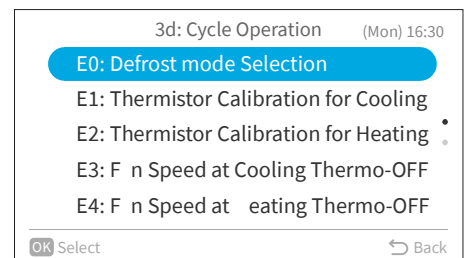 3d: Cycle Operation (Mon) 16:30
E0: Defrost mode Selection
E1: Thermistor Calibration for Cooling
E2: Thermistor Calibration for Heating
E3: F n Speed at Cooling Thermo-OFF
E4: F n Speed at eating Thermo-OFF
OK Select Back